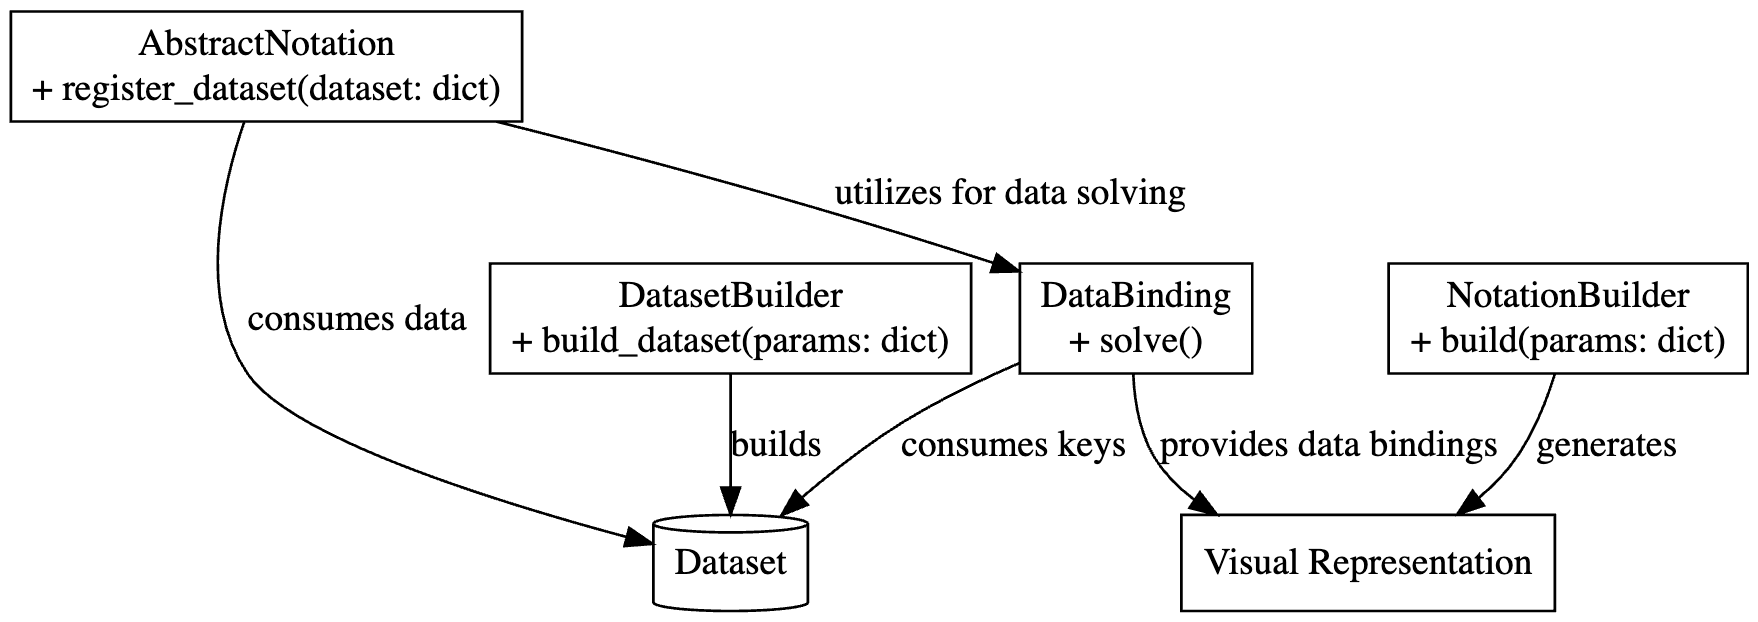 AbstractNotation
+ register_dataset(dataset: dict)
utilizes for data solving
consumes data
DatasetBuilder
+ build_dataset(params: dict)
DataBinding
+ solve()
NotationBuilder
+ build(params: dict)
builds
consumes keys
provides data bindings
generates
Dataset
Visual Representation